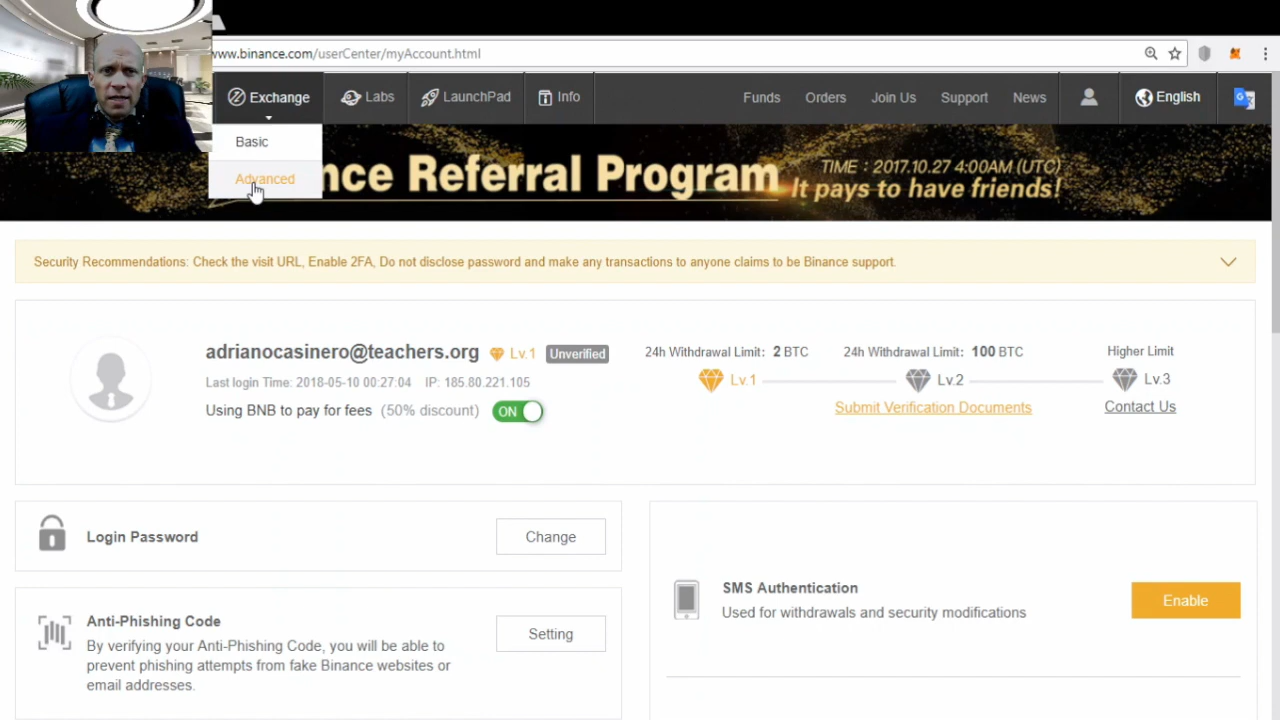 www.binance.com/userCenter/myAccount.html
Exchange Labs LaunchPad Info Funds Orders Join Us Support News English
Basic
Advanced
nce Referral Program
TIME : 2017.10.27 4:00AM (UTC)
It pays to have friends!
Security Recommendations: Check the visit URL, Enable 2FA, Do not disclose password and make any transactions to anyone claims to be Binance support.
adrianocasinero@teachers.org Lv.1 Unverified
Last login Time: 2018-05-10 00:27:04 IP: 185.80.221.105
Using BNB to pay for fees (50% discount) ON
24h Withdrawal Limit: 2 BTC
24h Withdrawal Limit: 100 BTC
Higher Limit
Lv.1
Lv.2
Lv.3
Submit Verification Documents
Contact Us
Login Password
Change
Anti-Phishing Code
By verifying your Anti-Phishing Code, you will be able to
prevent phishing attempts from fake Binance websites or
email addresses.
Setting
SMS Authentication
Used for withdrawals and security modifications
Enable